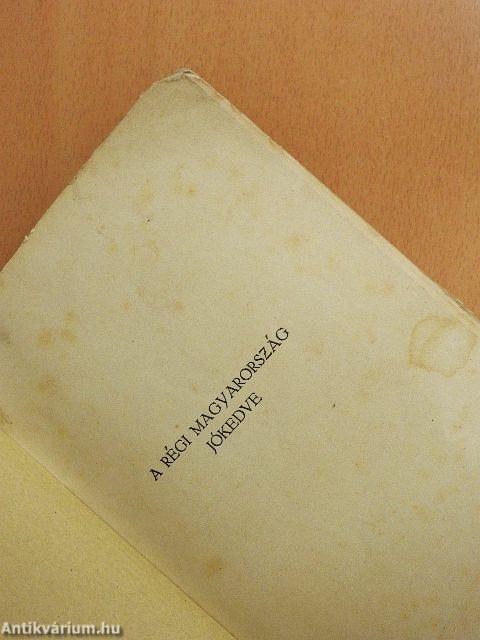 A RÉGI MAGYARORSZÁG
JÓKEDVE
Antikvárium.hu